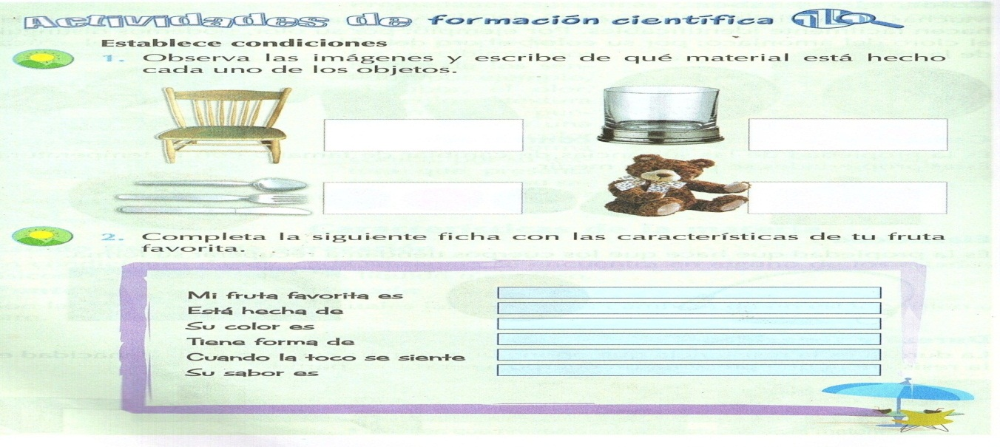 Actividades de formación científica
Establece condiciones
1. Observa las imágenes y escribe de qué material está hecho
cada uno de los objetos.
2. Completa la siguiente ficha con las características de tu fruta
favorita.
Mi fruta favorita es
Está hecha de
Su color es
Tiene forma de
Cuando la toco se siente
Su sabor es